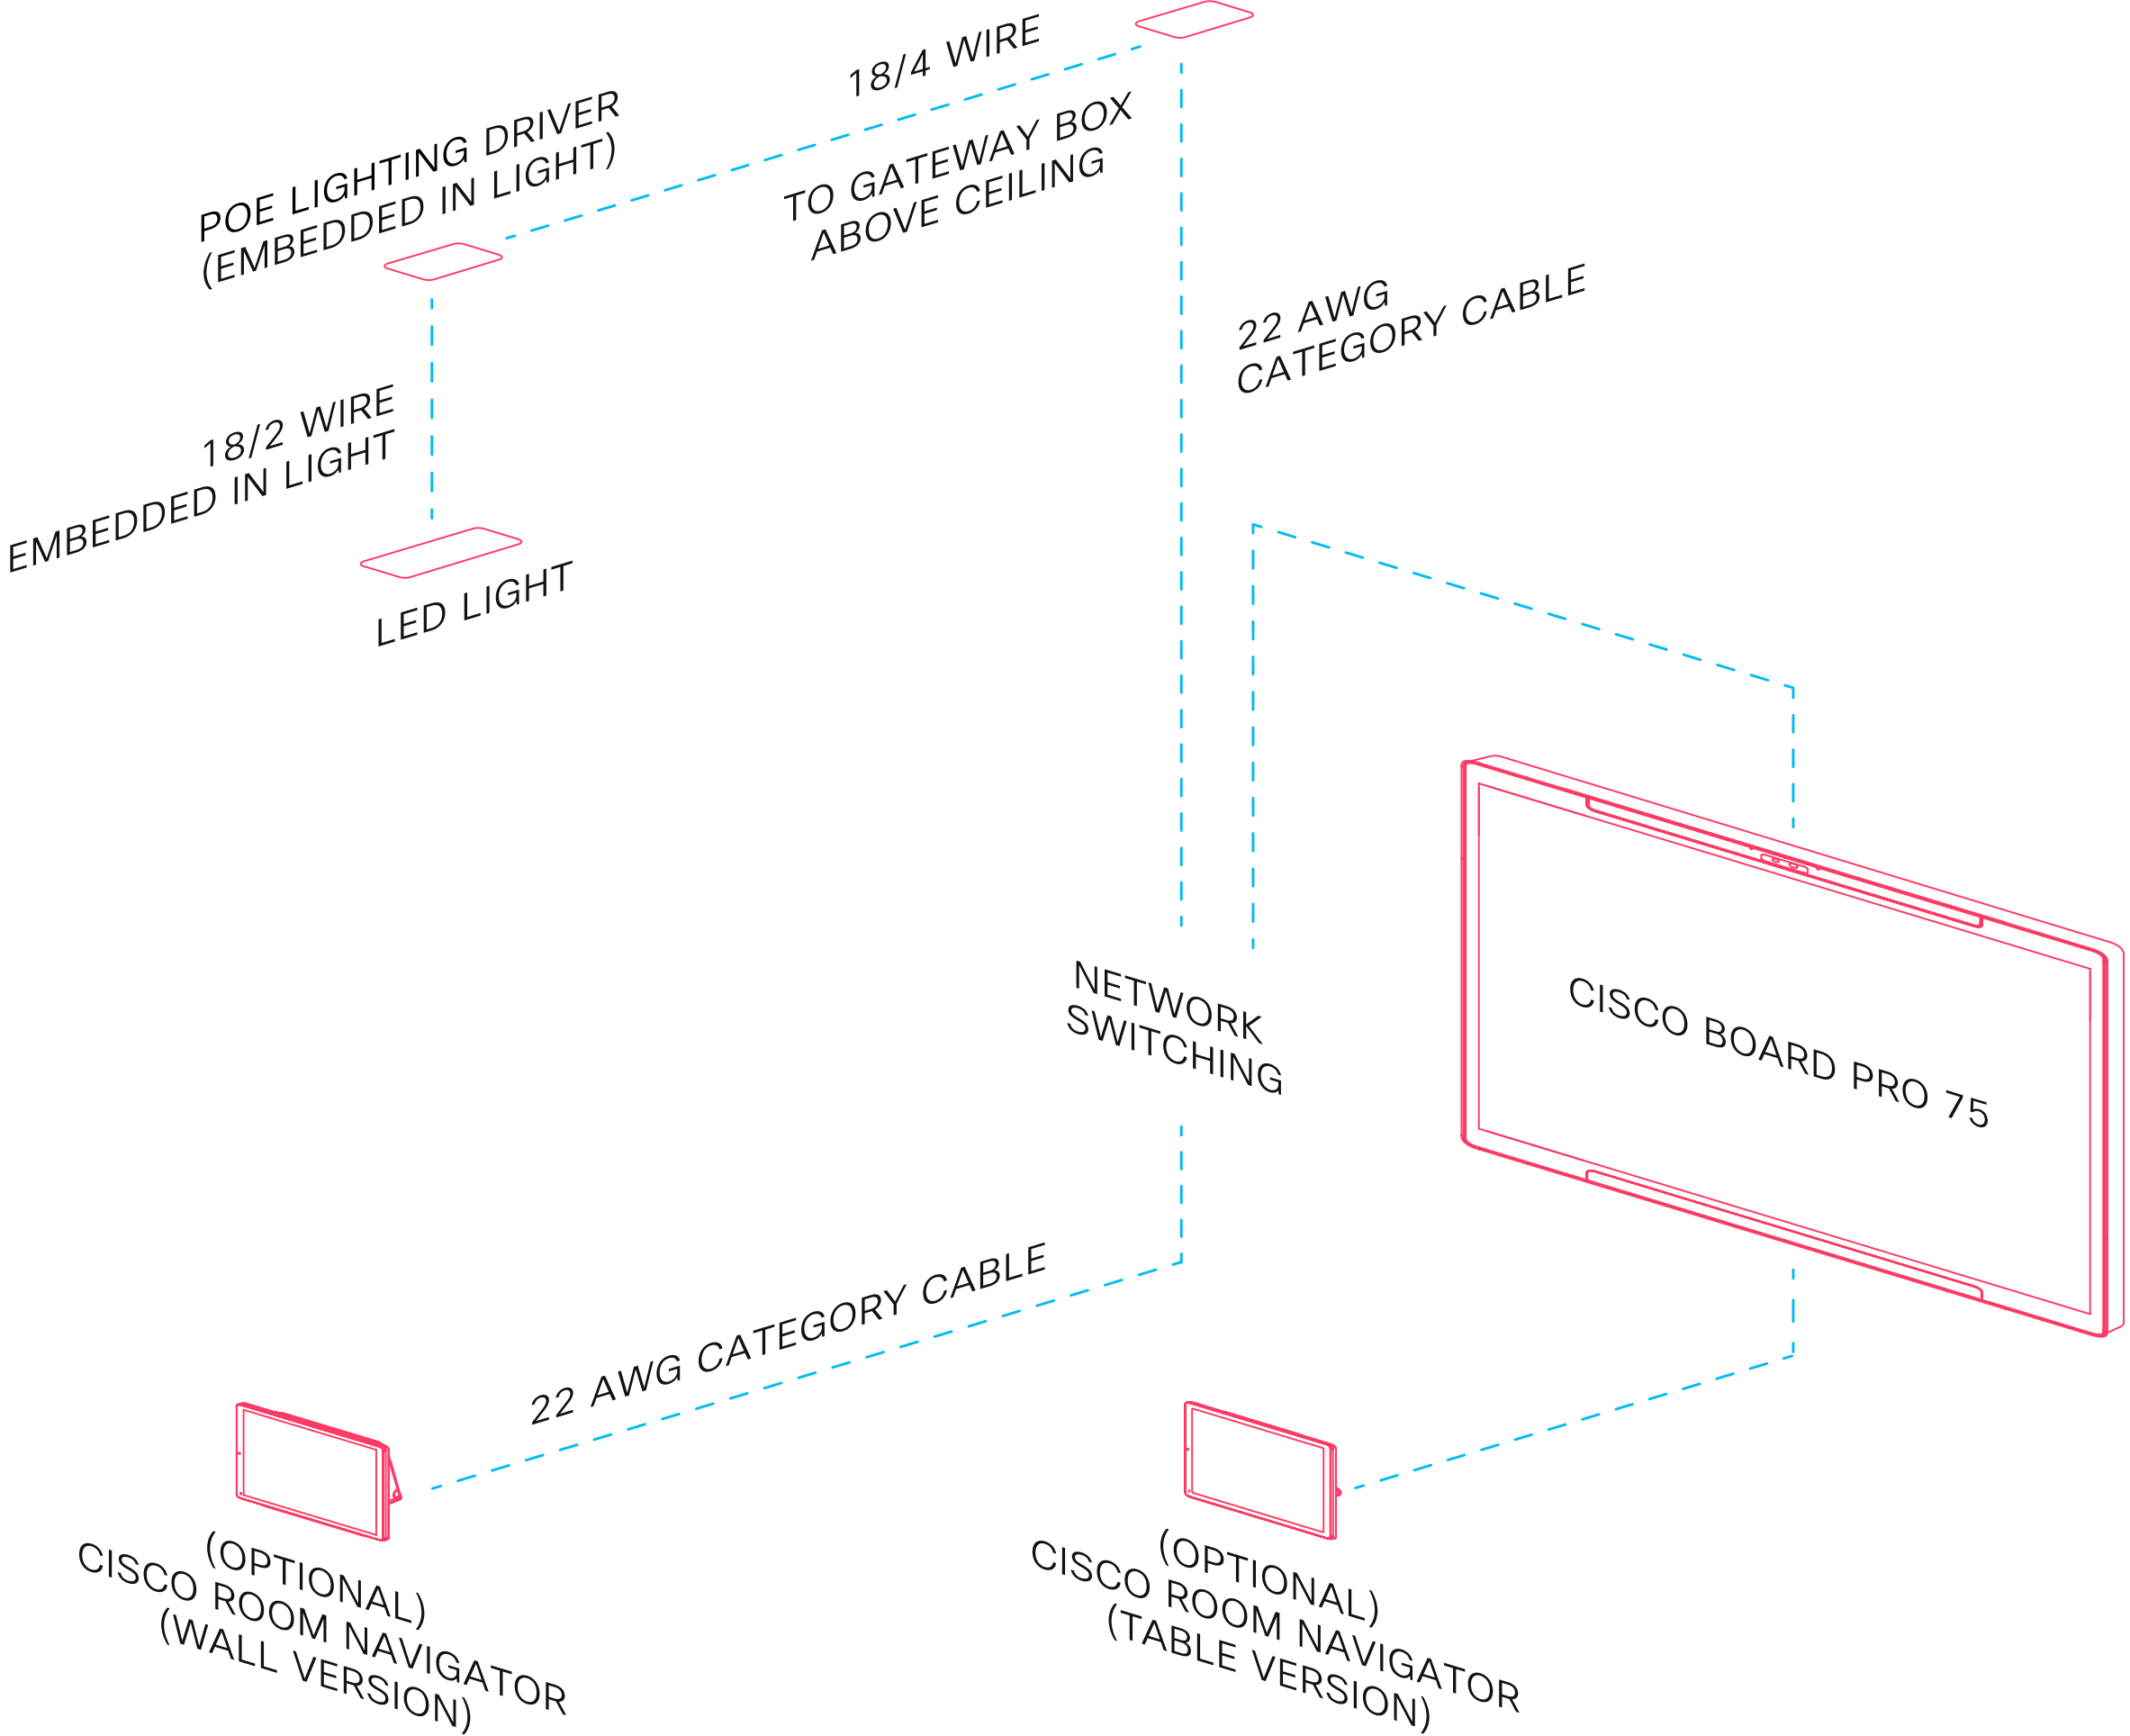 18/4 WIRE
POE LIGHTING DRIVER
(EMBEDDED IN LIGHT)
TO GATEWAY BOX
ABOVE CEILING
22 AWG
CATEGORY CABLE
18/2 WIRE
EMBEDDED IN LIGHT
LED LIGHT
NETWORK
SWITCHING
CISCO BOARD PRO 75
22 AWG CATEGORY CABLE
(OPTIONAL)
CISCO ROOM NAVIGATOR
(WALL VERSION)
(OPTIONAL)
CISCO ROOM NAVIGATOR
(TABLE VERSION)